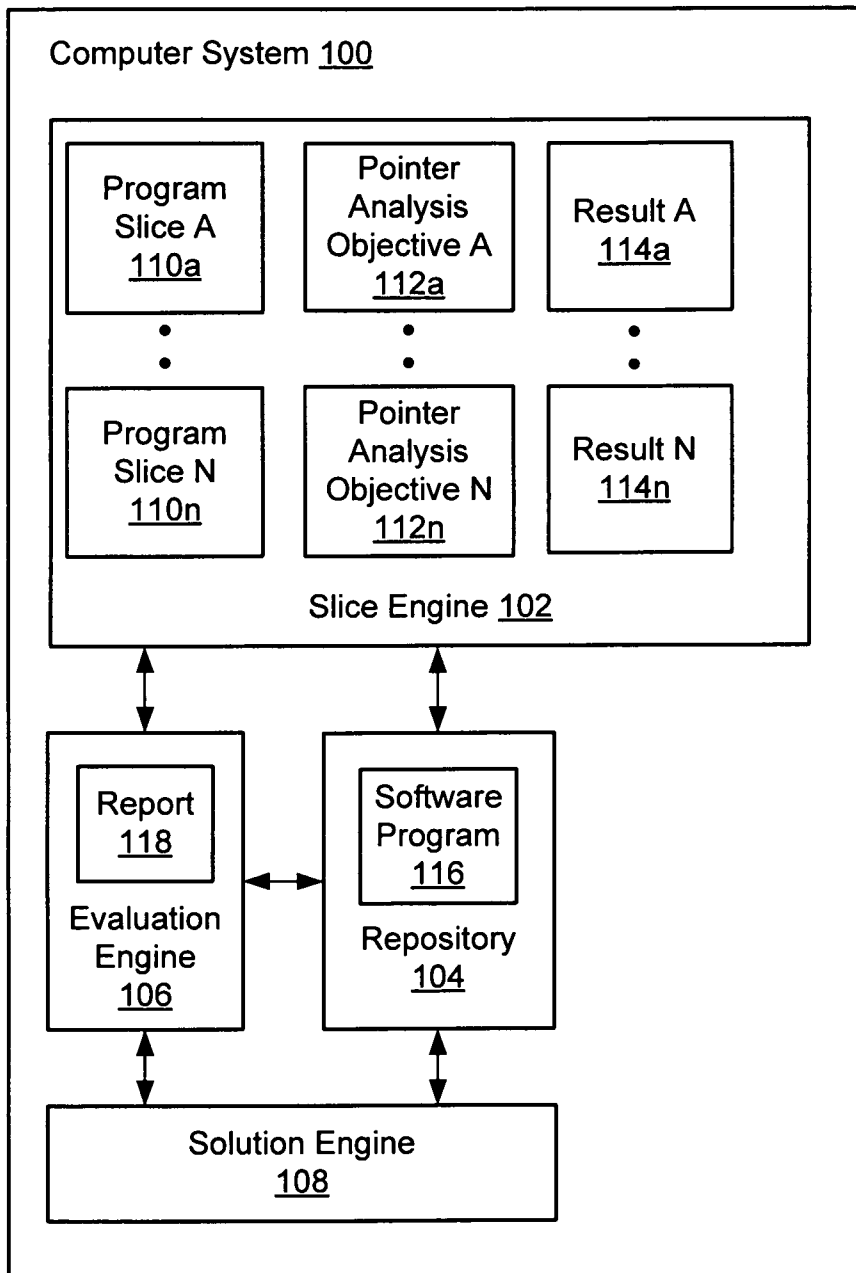 Computer System 100
Program
Slice A
110a
Pointer
Analysis
Objective A
112a
Result A
114a
Program
Slice N
110n
Pointer
Analysis
Objective N
112n
Result N
114n
Slice Engine 102
Report
118
Evaluation
Engine
106
Software
Program
116
Repository
104
Solution Engine
108